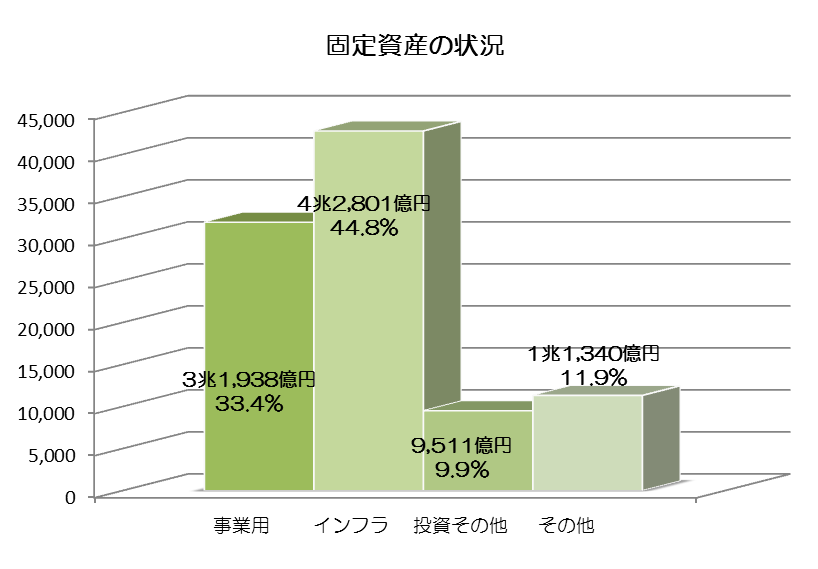 固定資産の状況
45,000
40,000
35,000
30,000
25,000
20,000
15,000
10,000
5,000
0
4兆2,801億円
44.8%
3兆1,938億円
33.4%
9,511億円
9.9%
1兆1,340億円
11.9%
事業用 インフラ 投資その他 その他